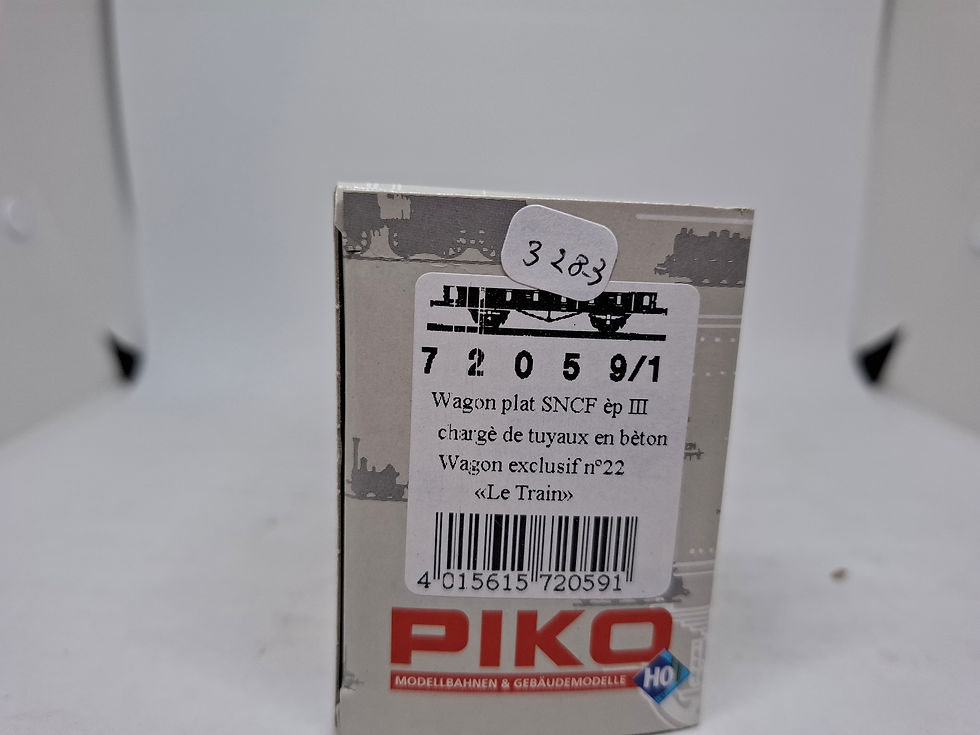 3283
7 2 0 5 9/1
Wagon plat SNCF èp III
chargè de tuyaux en bèton
Wagon exclusif n°22
«Le Train»
4 015615 720591
PIKO
MODELLBAHNEN & GEBÄUDEMODELLE
HO